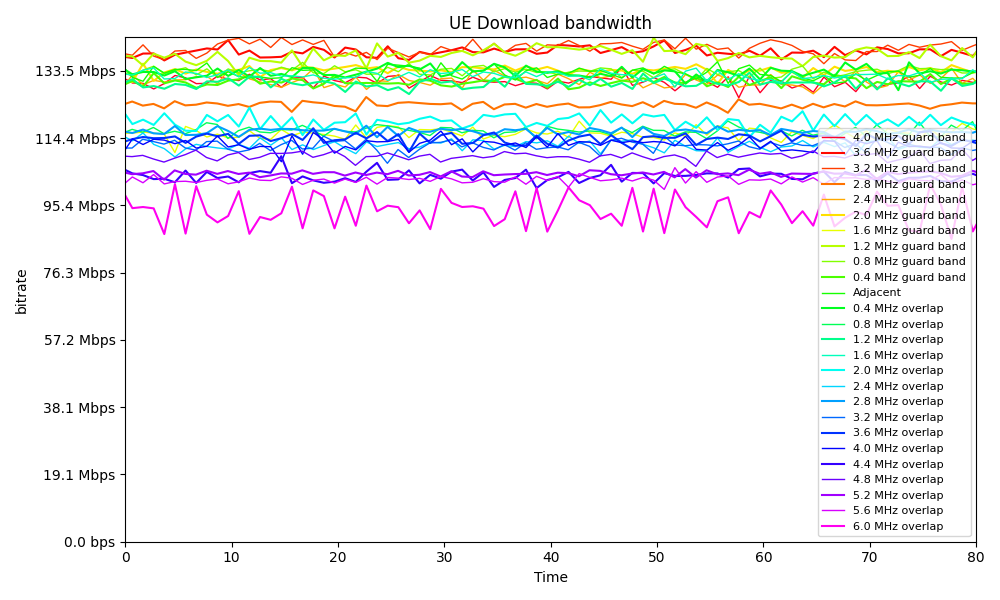 UE Download bandwidth
133.5 Mbps
114.4 Mbps
95.4 Mbps
76.3 Mbps
57.2 Mbps
38.1 Mbps
19.1 Mbps
0.0 bps
bitrate
0 10 20 30 40 50 60 70 80
Time
4.0 MHz guard band
3.6 MHz guard band
3.2 MHz guard band
2.8 MHz guard band
2.4 MHz guard band
2.0 MHz guard band
1.6 MHz guard band
1.2 MHz guard band
0.8 MHz guard band
0.4 MHz guard band
Adjacent
0.4 MHz overlap
0.8 MHz overlap
1.2 MHz overlap
1.6 MHz overlap
2.0 MHz overlap
2.4 MHz overlap
2.8 MHz overlap
3.2 MHz overlap
3.6 MHz overlap
4.0 MHz overlap
4.4 MHz overlap
4.8 MHz overlap
5.2 MHz overlap
5.6 MHz overlap
6.0 MHz overlap